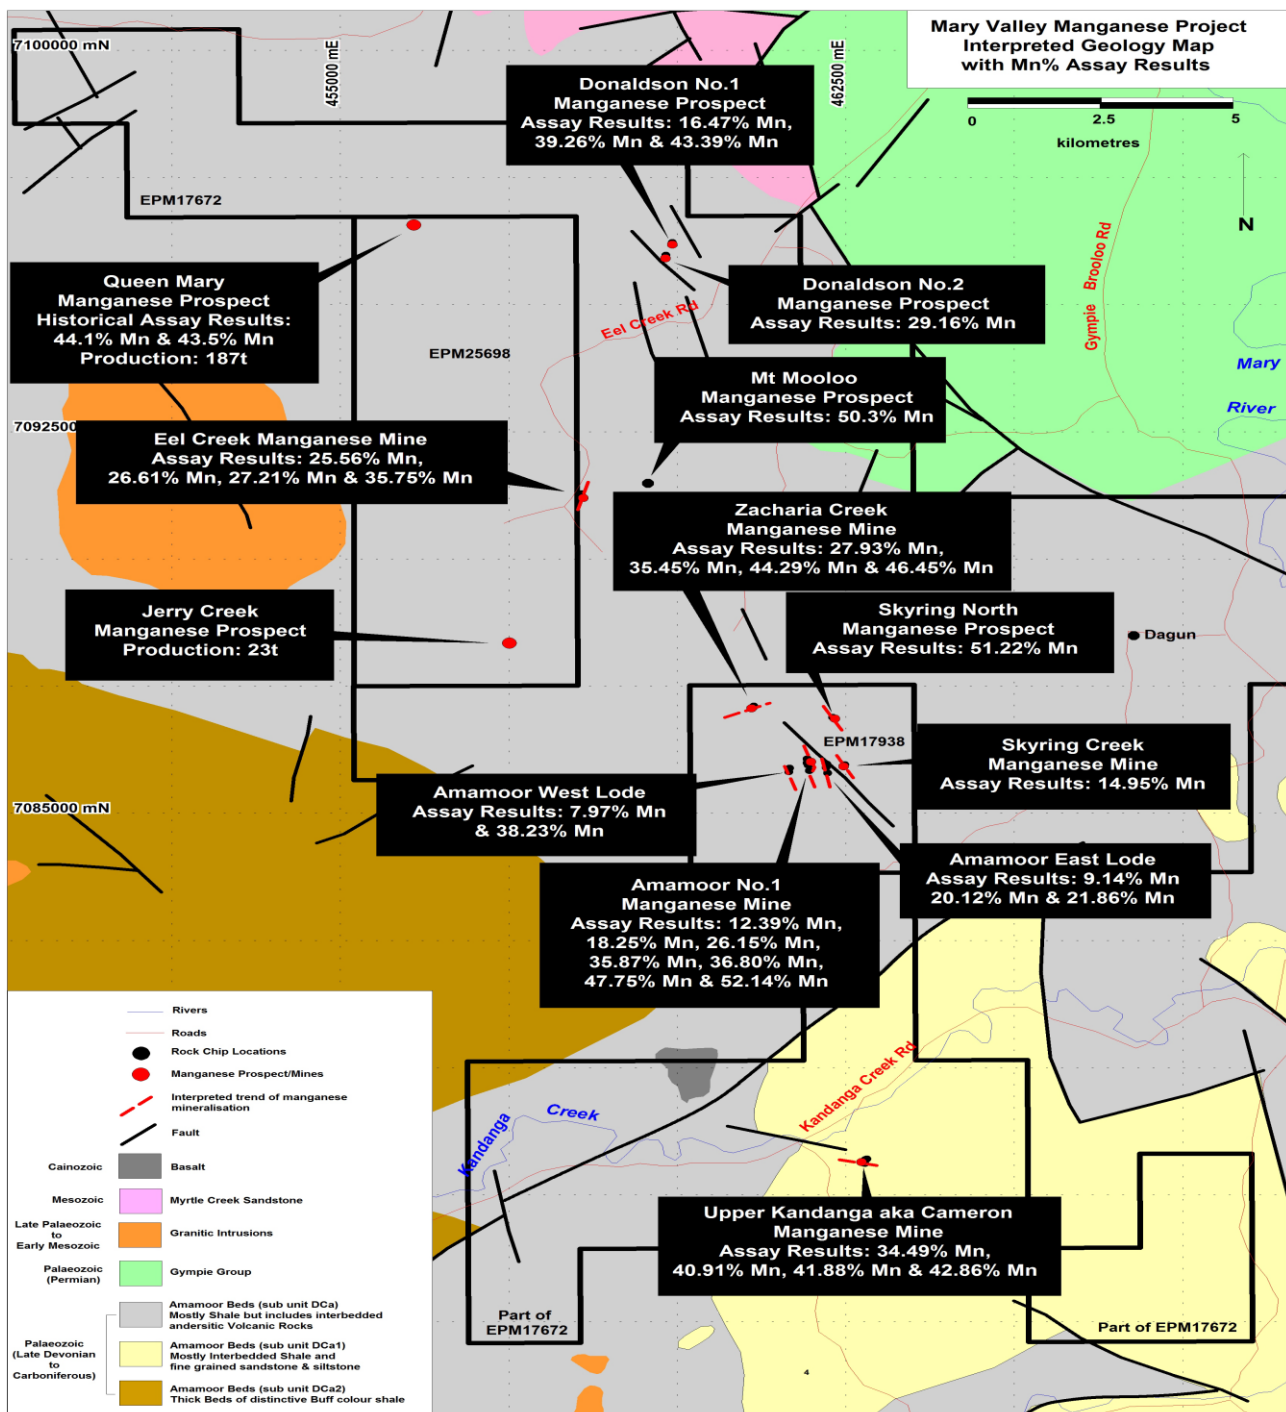 Mary Valley Manganese Project
Interpreted Geology Map
with Mn% Assay Results
0 2.5 5
kilometres
N
7100000 mN
455000 mE
462500 mE
Donaldson No.1
Manganese Prospect
Assay Results: 16.47% Mn,
39.26% Mn & 43.39% Mn
EPM17672
Queen Mary
Manganese Prospect
Historical Assay Results:
44.1% Mn & 43.5% Mn
Production: 187t
EPM25698
Eel Creek Rd
Donaldson No.2
Manganese Prospect
Assay Results: 29.16% Mn
Gympie Brooloo Rd
Mary
River
Mt Mooloo
Manganese Prospect
Assay Results: 50.3% Mn
7092500
Eel Creek Manganese Mine
Assay Results: 25.56% Mn,
26.61% Mn, 27.21% Mn & 35.75% Mn
Zacharia Creek
Manganese Mine
Assay Results: 27.93% Mn,
35.45% Mn, 44.29% Mn & 46.45% Mn
Jerry Creek
Manganese Prospect
Production: 23t
Skyring North
Manganese Prospect
Assay Results: 51.22% Mn
Dagun
EPM17938
Skyring Creek
Manganese Mine
Assay Results: 14.95% Mn
7085000 mN
Amamoor West Lode
Assay Results: 7.97% Mn
& 38.23% Mn
Amamoor East Lode
Assay Results: 9.14% Mn
20.12% Mn & 21.86% Mn
Amamoor No.1
Manganese Mine
Assay Results: 12.39% Mn,
18.25% Mn, 26.15% Mn,
35.87% Mn, 36.80% Mn,
47.75% Mn & 52.14% Mn
Kandanga Creek
Kandanga Creek Rd
Upper Kandanga aka Cameron
Manganese Mine
Assay Results: 34.49% Mn,
40.91% Mn, 41.88% Mn & 42.86% Mn
Part of
EPM17672
Part of EPM17672
4
Rivers
Roads
Rock Chip Locations
Manganese Prospect/Mines
Interpreted trend of manganese
mineralisation
Fault
Cainozoic
Basalt
Mesozoic
Myrtle Creek Sandstone
Late Palaeozoic
to
Early Mesozoic
Granitic Intrusions
Palaeozoic
(Permian)
Gympie Group
Palaeozoic
(Late Devonian
to
Carboniferous)
Amamoor Beds (sub unit DCa)
Mostly Shale but includes interbedded
andersitic Volcanic Rocks
Amamoor Beds (sub unit DCa1)
Mostly Interbedded Shale and
fine grained sandstone & siltstone
Amamoor Beds (sub unit DCa2)
Thick Beds of distinctive Buff colour shale